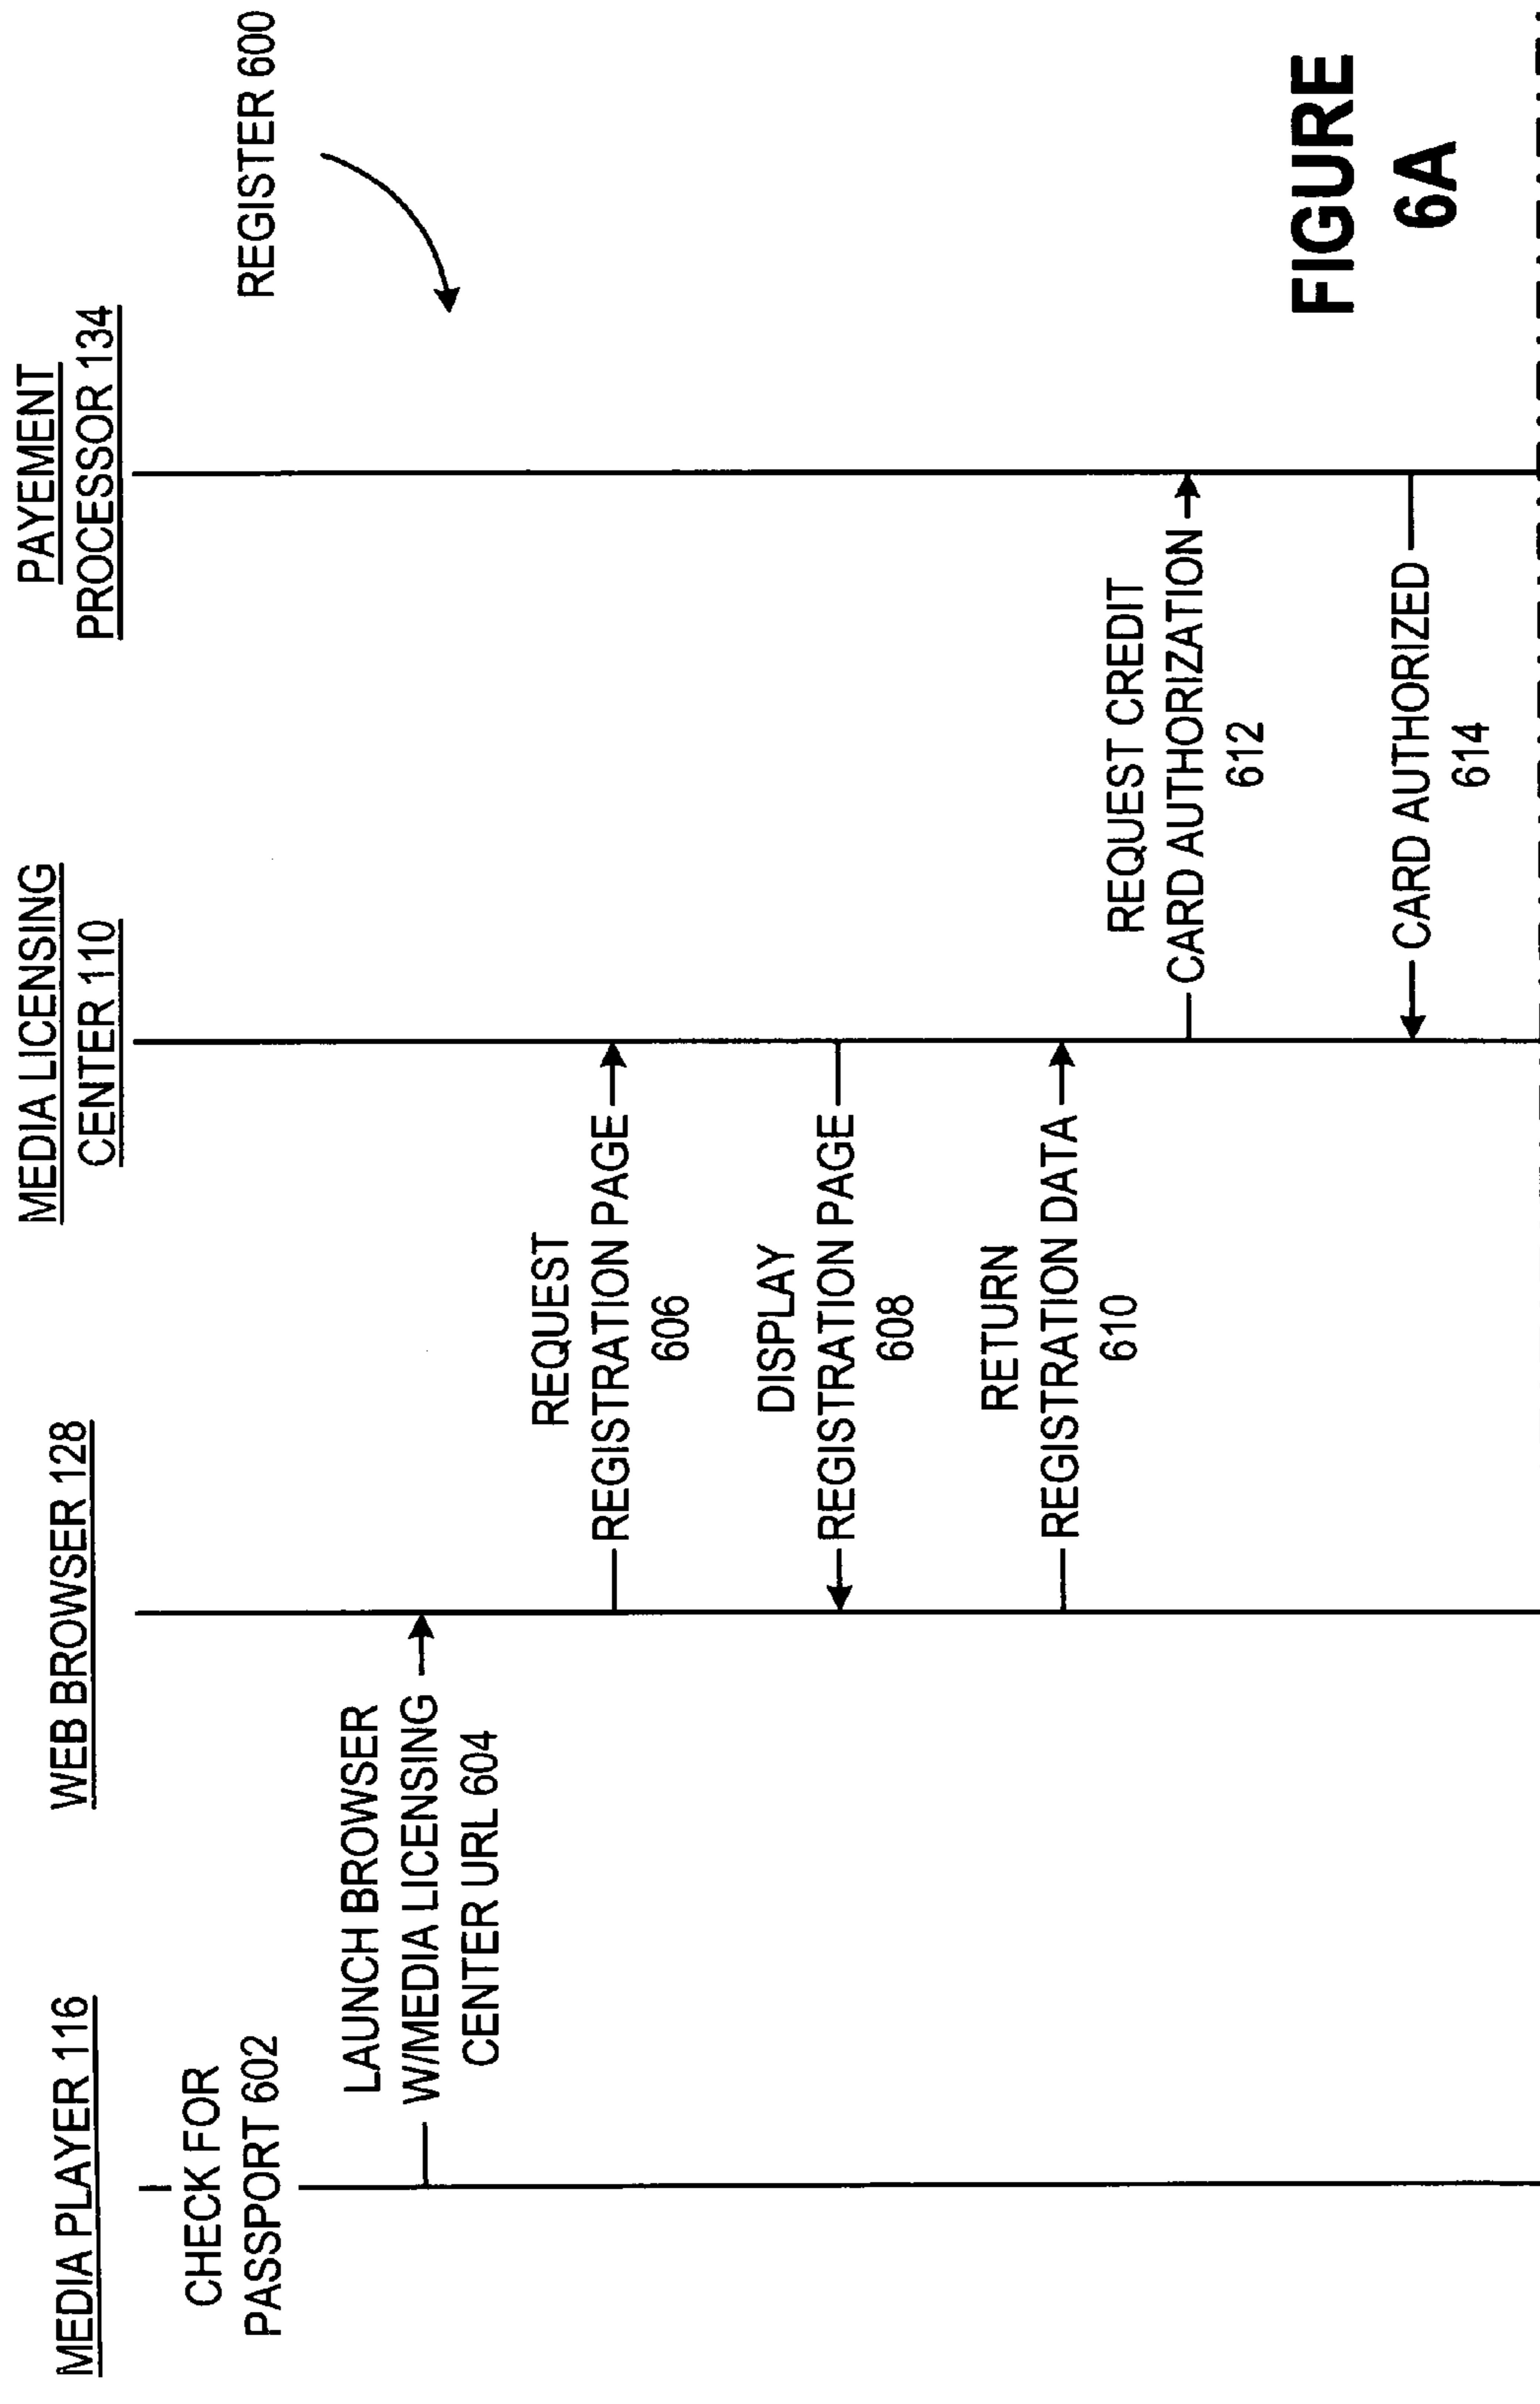 MEDIA PLAYER 116
WEB BROWSER 128
MEDIA LICENSING
CENTER 110
PAYEMENT
PROCESSOR 134
REGISTER 600
CHECK FOR
PASSPORT 602
LAUNCH BROWSER
W/MEDIA LICENSING
CENTER URL 604
REQUEST
REGISTRATION PAGE
606
DISPLAY
REGISTRATION PAGE
608
RETURN
REGISTRATION DATA
610
REQUEST CREDIT
CARD AUTHORIZATION
612
CARD AUTHORIZED
614
FIGURE
6A